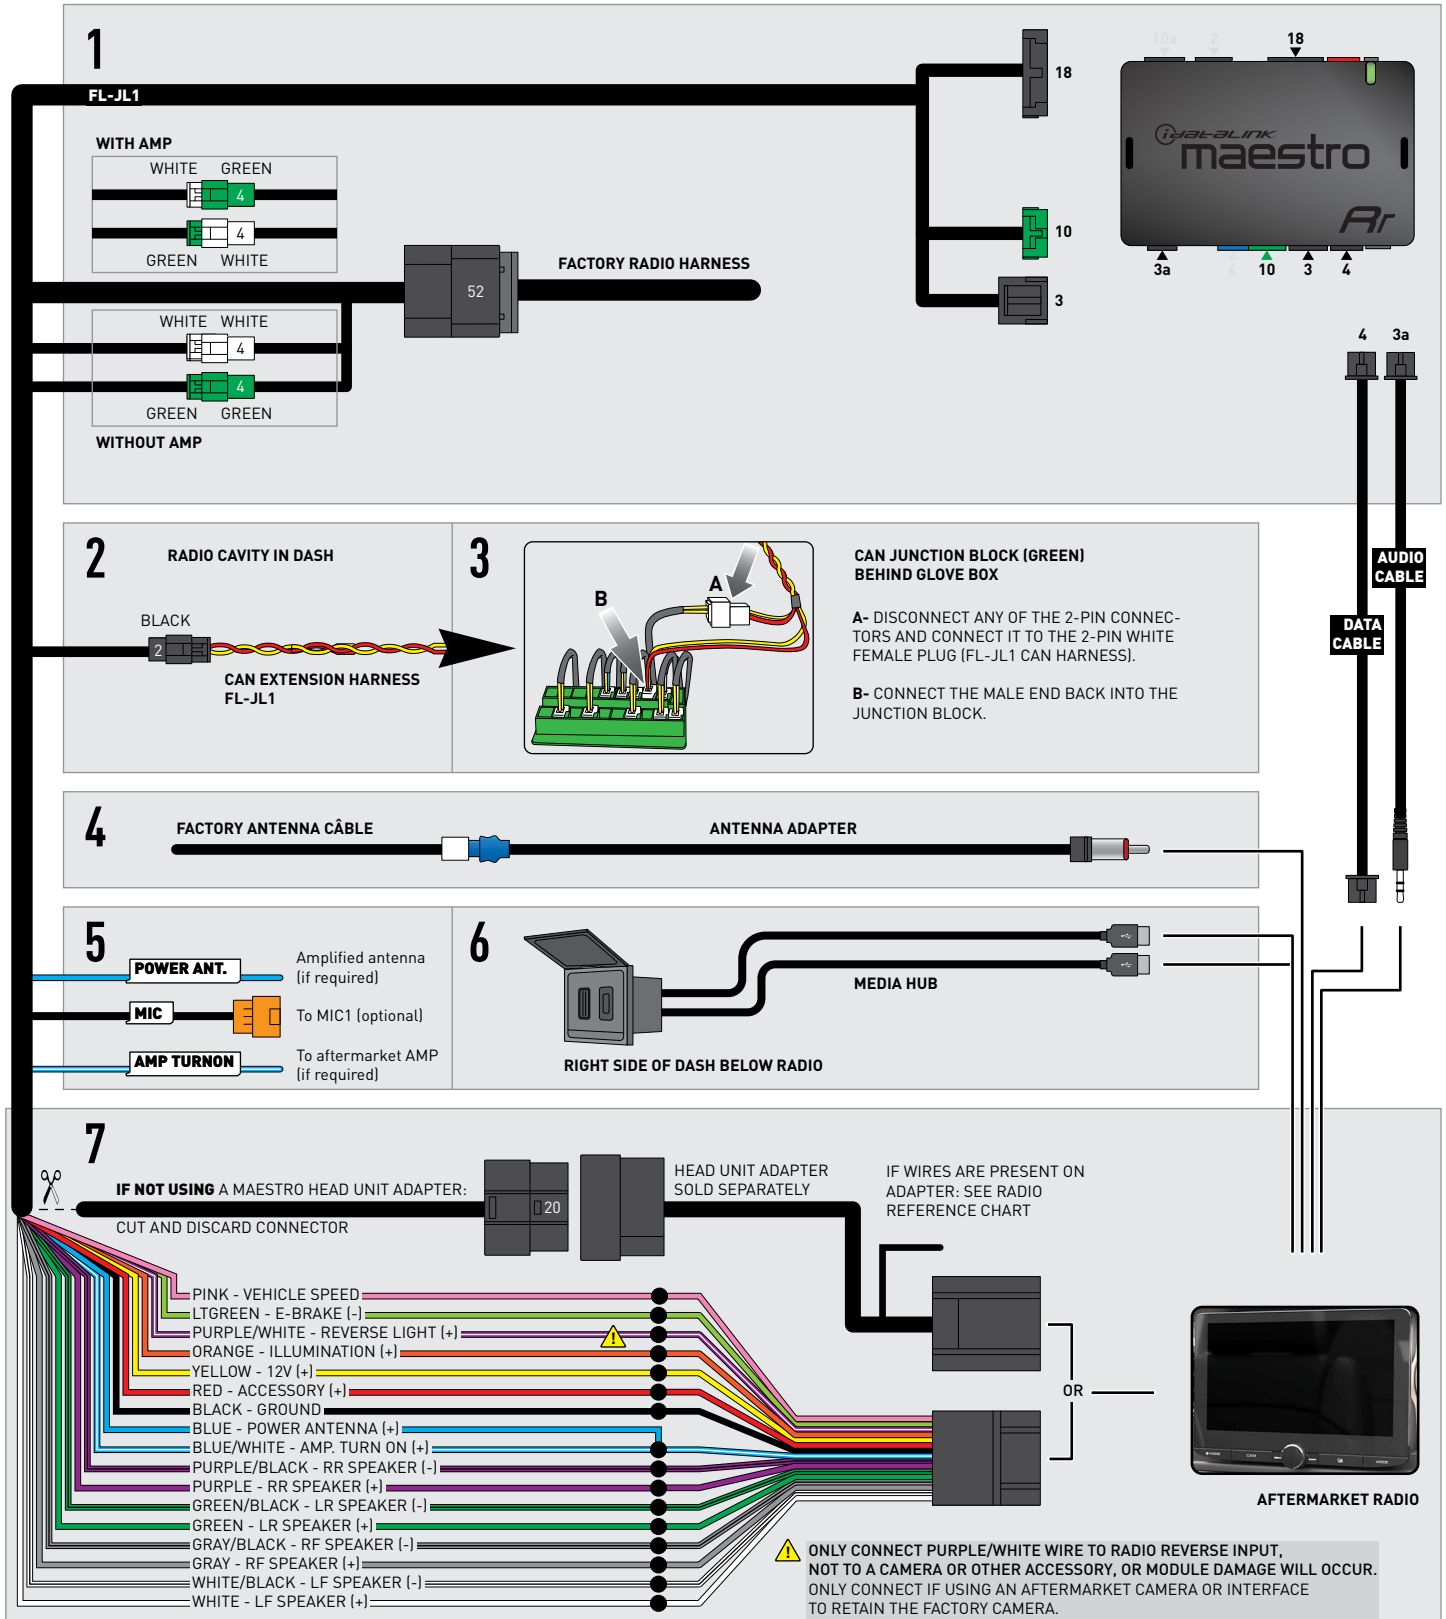 1
FL-JL1
WITH AMP
WHITE GREEN
4
4
GREEN WHITE
52
FACTORY RADIO HARNESS
WHITE WHITE
4
4
GREEN GREEN
WITHOUT AMP
18
10
3
10a 2 18
idatalink
maestro
Rr
3a 4 10 3 4
4 3a
AUDIO
CABLE
DATA
CABLE
2
RADIO CAVITY IN DASH
BLACK
2
CAN EXTENSION HARNESS
FL-JL1
3
A
B
CAN JUNCTION BLOCK (GREEN)
BEHIND GLOVE BOX
A- DISCONNECT ANY OF THE 2-PIN CONNEC-
TORS AND CONNECT IT TO THE 2-PIN WHITE
FEMALE PLUG (FL-JL1 CAN HARNESS).
B- CONNECT THE MALE END BACK INTO THE
JUNCTION BLOCK.
4
FACTORY ANTENNA CÂBLE
ANTENNA ADAPTER
5
POWER ANT.
Amplified antenna
(if required)
MIC
To MIC1 (optional)
AMP TURNON
To aftermarket AMP
(if required)
6
MEDIA HUB
RIGHT SIDE OF DASH BELOW RADIO
7
IF NOT USING A MAESTRO HEAD UNIT ADAPTER:
CUT AND DISCARD CONNECTOR
20
HEAD UNIT ADAPTER
SOLD SEPARATELY
IF WIRES ARE PRESENT ON
ADAPTER: SEE RADIO
REFERENCE CHART
PINK - VEHICLE SPEED
LTGREEN - E-BRAKE (-)
PURPLE/WHITE - REVERSE LIGHT (+)
ORANGE - ILLUMINATION (+)
YELLOW - 12V (+)
RED - ACCESSORY (+)
BLACK - GROUND
BLUE - POWER ANTENNA (+)
BLUE/WHITE - AMP. TURN ON (+)
PURPLE/BLACK - RR SPEAKER (-)
PURPLE - RR SPEAKER (+)
GREEN/BLACK - LR SPEAKER (-)
GREEN - LR SPEAKER (+)
GRAY/BLACK - RF SPEAKER (-)
GRAY - RF SPEAKER (+)
WHITE/BLACK - LF SPEAKER (-)
WHITE - LF SPEAKER (+)
OR
AFTERMARKET RADIO
ONLY CONNECT PURPLE/WHITE WIRE TO RADIO REVERSE INPUT,
NOT TO A CAMERA OR OTHER ACCESSORY, OR MODULE DAMAGE WILL OCCUR.
ONLY CONNECT IF USING AN AFTERMARKET CAMERA OR INTERFACE
TO RETAIN THE FACTORY CAMERA.